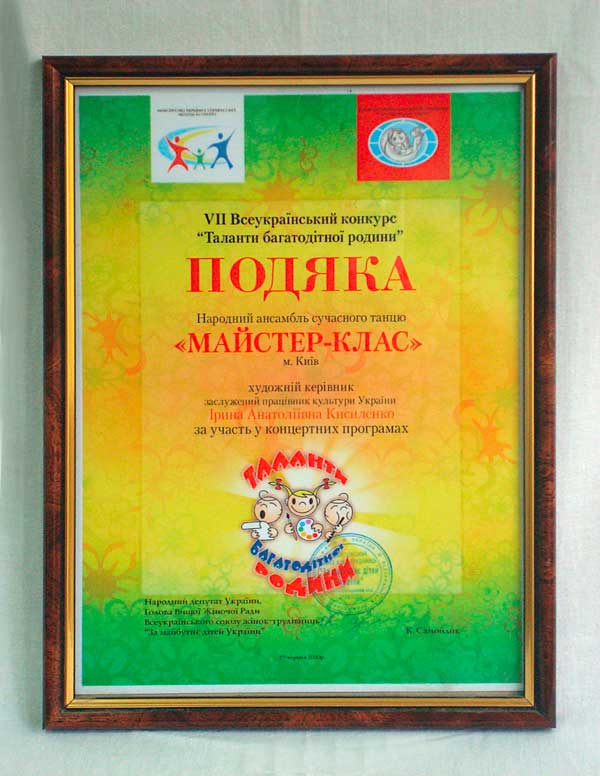 VII Всеукраїнський конкурс
“Таланти багатодітної родини”
ПОДЯКА
Народний ансамбль сучасного танцю
«МАЙСТЕР-КЛАС»
м. Київ
художній керівник
заслужений працівник культури України
Ірина Анатоліївна Кисиленко
за участь у концертних програмах
ТАЛАНТИ
БАГАТОДІТНОЇ
РОДИНИ
Народний депутат України,
Голова Вищої Жіночої Ради
Всеукраїнського союзу жінок-трудівниць
“За майбутнє дітей України”
К. Самойлик